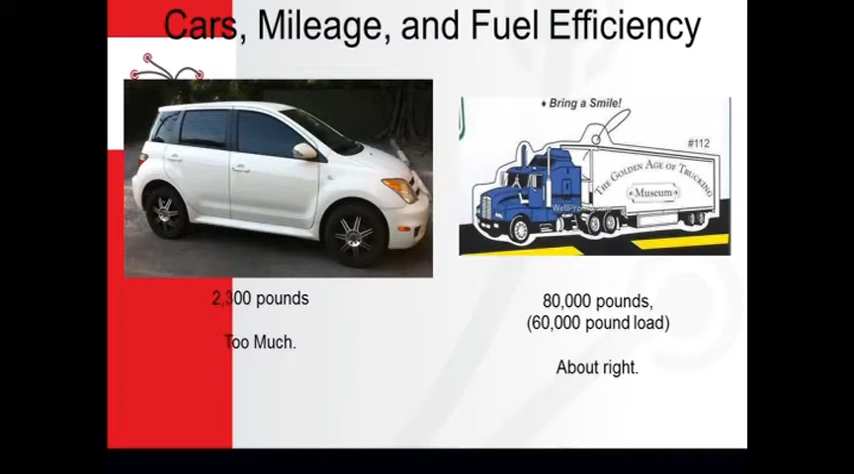 Cars, Mileage, and Fuel Efficiency
♦ Bring a Smile!
#112
THE GOLDEN AGE OF TRUCKING
Museum
2,300 pounds
Too Much.
80,000 pounds,
(60,000 pound load)
About right.